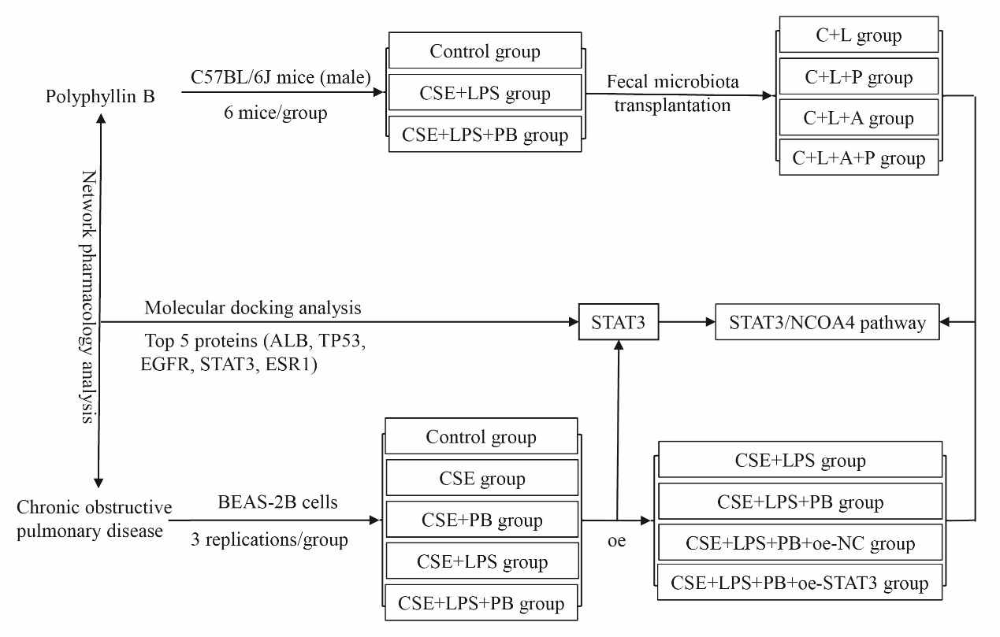 Polyphyllin B
C57BL/6J mice (male)
6 mice/group
Control group
CSE+LPS group
CSE+LPS+PB group
Fecal microbiota
transplantation
C+L group
C+L+P group
C+L+A group
C+L+A+P group
Network pharmacology analysis
Molecular docking analysis
Top 5 proteins (ALB, TP53,
EGFR, STAT3, ESR1)
STAT3
STAT3/NCOA4 pathway
Chronic obstructive
pulmonary disease
BEAS-2B cells
3 replications/group
Control group
CSE group
CSE+PB group
CSE+LPS group
CSE+LPS+PB group
oe
CSE+LPS group
CSE+LPS+PB group
CSE+LPS+PB+oe-NC group
CSE+LPS+PB+oe-STAT3 group